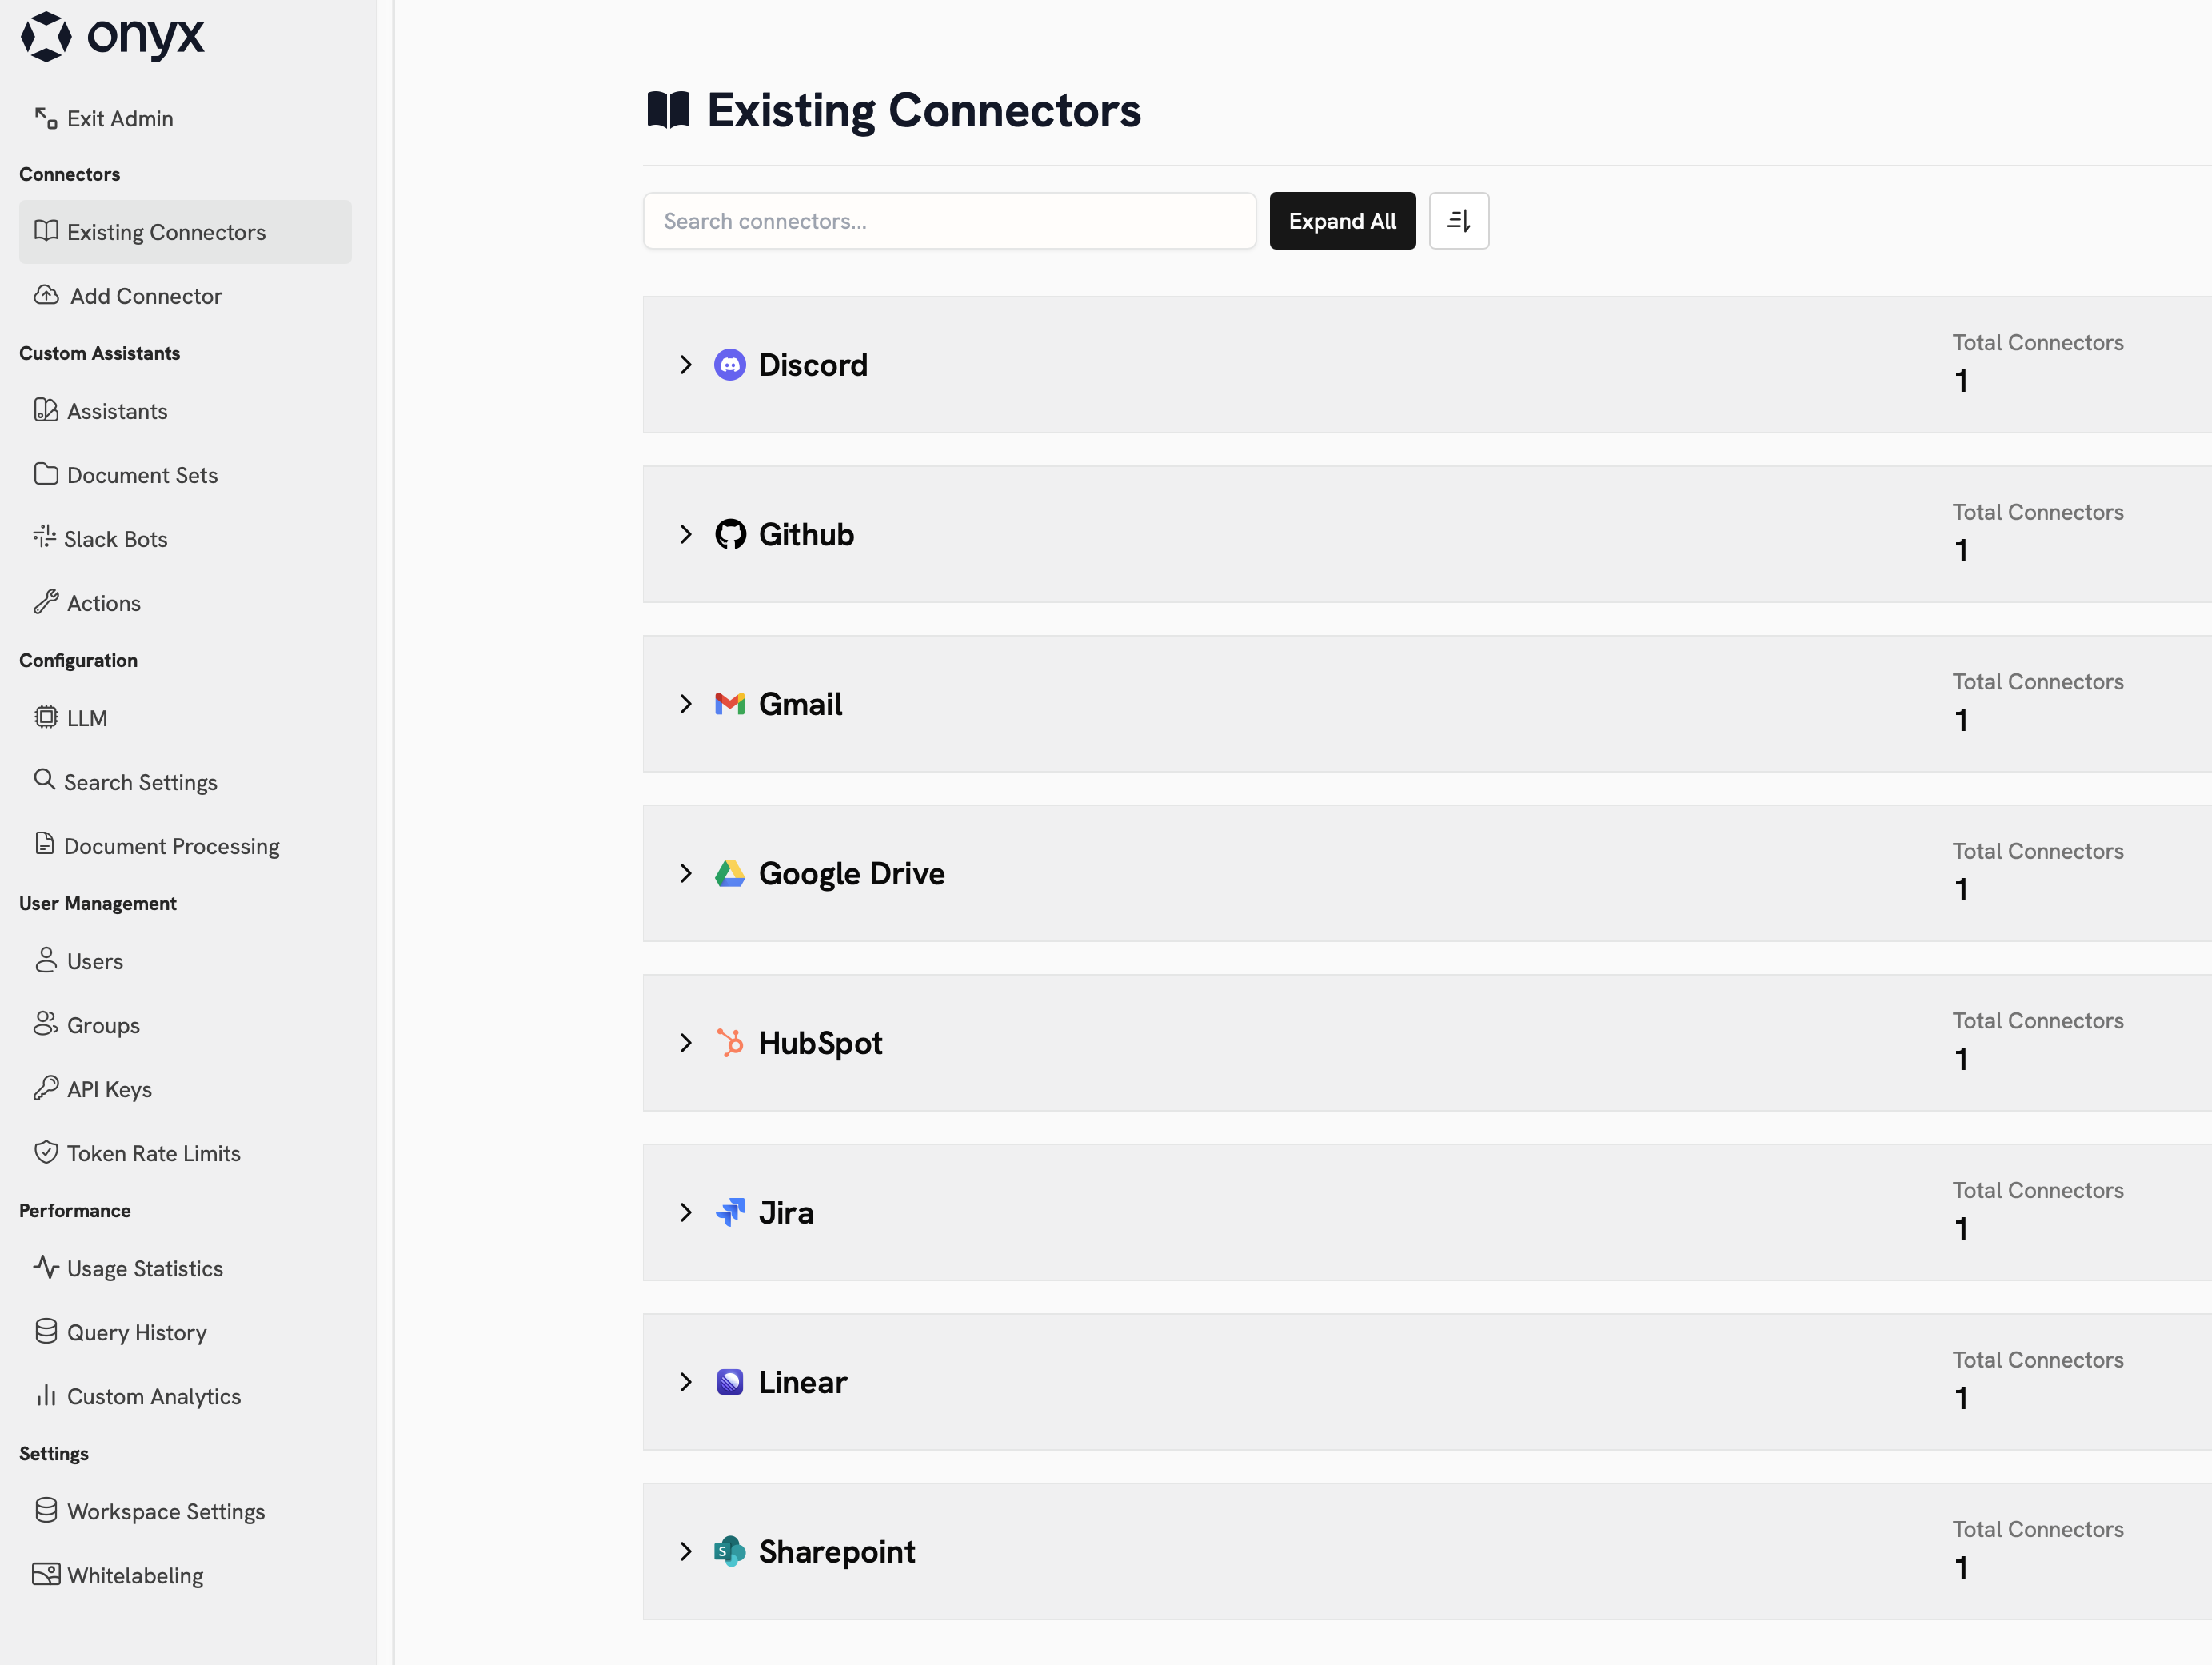 onyx
Exit Admin
Connectors
Existing Connectors
Add Connector
Custom Assistants
Assistants
Document Sets
Slack Bots
Actions
Configuration
LLM
Search Settings
Document Processing
User Management
Users
Groups
API Keys
Token Rate Limits
Performance
Usage Statistics
Query History
Custom Analytics
Settings
Workspace Settings
Whitelabeling
Existing Connectors
Search connectors...
Expand All
Discord
Total Connectors
1
Github
Total Connectors
1
Gmail
Total Connectors
1
Google Drive
Total Connectors
1
HubSpot
Total Connectors
1
Jira
Total Connectors
1
Linear
Total Connectors
1
Sharepoint
Total Connectors
1